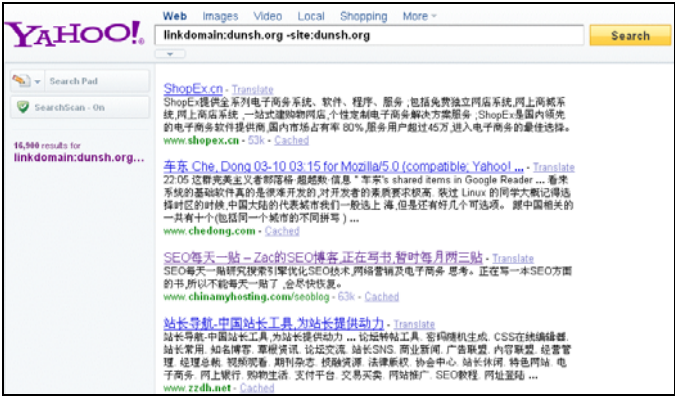 YAHOO!
Web Images Video Local Shopping More
linkdomain:dunsh.org -site:dunsh.org Search
Search Pad
SearchScan - On
16,900 results for
linkdomain:dunsh.org...
ShopEx.cn - Translate
ShopEx提供全系列电子商务系统、软件、程序、服务 ;包括免费独立网店系统,网上商城系
统,网上商店系统 ,一站式建购物网店,个性定制电子商务解决方案服务 ;ShopEx是国内领先
的电子商务软件提供商,国内市场占有率 80%,服务用户超过45万,进入电子商务的最佳选择。
www.shopex.cn - 53k - Cached
车东 Che, Dong 03-10 03:15 for Mozilla/5.0 (compatible; Yahoo! ... - Translate
22:05 这群完美主义者部落格·超越数·信息 * 车东's shared items in Google Reader ... 看来
系统的基础软件真的是很难开发的,对开发者的素质要求极高. 装过 Linux 的同学大概记得选
择时区的时候,中国大陆的代表城市我们一般选上 海,但是还有好几个可选项。 跟中国相关的
一共有十个(包括同一个城市的不同拼写 ) ...
www.chedong.com - Cached
SEO每天一贴 – Zac的SEO博客,正在写书,暂时每月两三贴 - Translate
SEO每天一贴研究搜索引擎优化SEO技术,网络营销及电子商务 思考。正在写一本SEO方面
的书,所以不能每天一贴了 ,会尽快恢复。
www.chinamyhosting.com/seoblog - 63k - Cached
站长导航-中国站长工具,为站长提供动力 - Translate
站长导航-中国站长工具,为站长提供动力 ... 论坛转帖工具. 密码随机生成. CSS在线编辑器.
站长常用. 知名博客. 草根资讯. 论坛交流. 站长SNS. 商业新闻. 广告联盟. 内容联盟. 经营管
理. 经理总裁. 视频观看. 期刊杂志. 投融资源. 法律版权. 协会中心. 站长休闲. 特色网站. 电
子商务. 网上银行. 购物生活. 支付平台. 交易买卖. 网站推广. SEO教程. 网址登陆 ...
www.zzdh.net - Cached